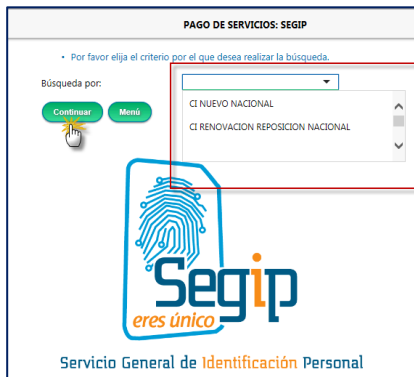 PAGO DE SERVICIOS: SEGIP
• Por favor elija el criterio por el que desea realizar la búsqueda.
Búsqueda por:
CI NUEVO NACIONAL
Continuar Menú
CI RENOVACION REPOSICION NACIONAL
Segip
eres único
Servicio General de Identificación Personal